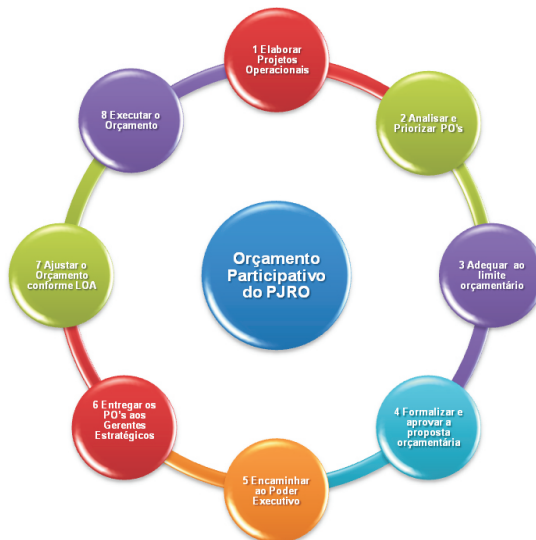 1 Elaborar
Projetos
Operacionais
2 Analisar e
Priorizar PO's
3 Adequar ao
limite
orçamentário
4 Formalizar e
aprovar a
proposta
orçamentária
5 Encaminhar
ao Poder
Executivo
6 Entregar os
PO's aos
Gerentes
Estratégicos
7 Ajustar o
Orçamento
conforme LOA
8 Executar o
Orçamento
Orçamento
Participativo
do PJRO